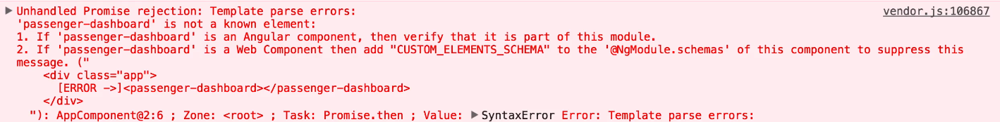 ▶ Unhandled Promise rejection: Template parse errors: vendor.js:106867
'passenger-dashboard' is not a known element:
1. If 'passenger-dashboard' is an Angular component, then verify that it is part of this module.
2. If 'passenger-dashboard' is a Web Component then add "CUSTOM_ELEMENTS_SCHEMA" to the '@NgModule.schemas' of this component to suppress this
message. ("
<div class="app">
[ERROR ->]<passenger-dashboard></passenger-dashboard>
</div>
"): AppComponent@2:6 ; Zone: <root> ; Task: Promise.then ; Value: ▶ SyntaxError Error: Template parse errors: